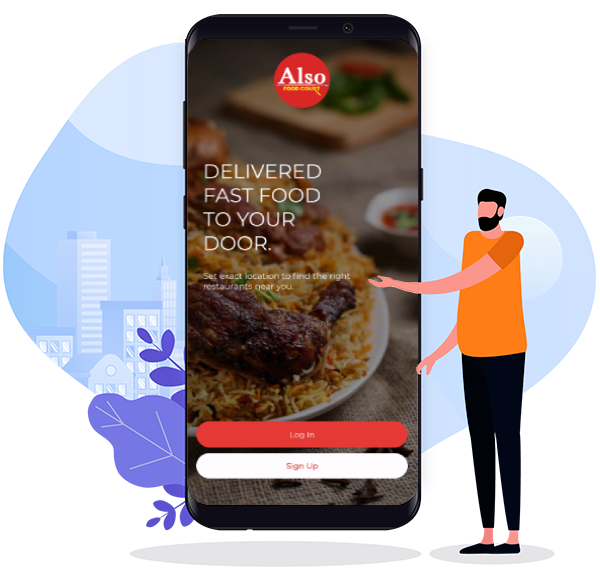 Also
FOOD COURT
DELIVERED
FAST FOOD
TO YOUR
DOOR.
Set exact location to find the right
restaurants near you.
Log In
Sign Up